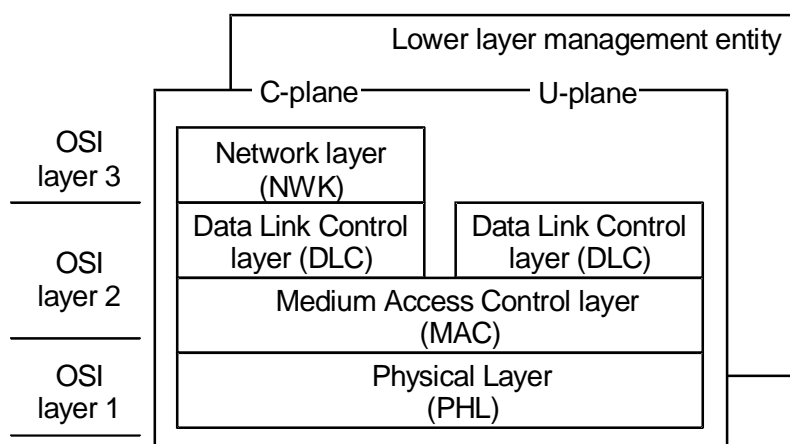 Lower layer management entity
C-plane
U-plane
OSI
layer 3
Network layer
(NWK)
OSI
layer 2
Data Link Control
layer (DLC)
Data Link Control
layer (DLC)
Medium Access Control layer
(MAC)
OSI
layer 1
Physical Layer
(PHL)